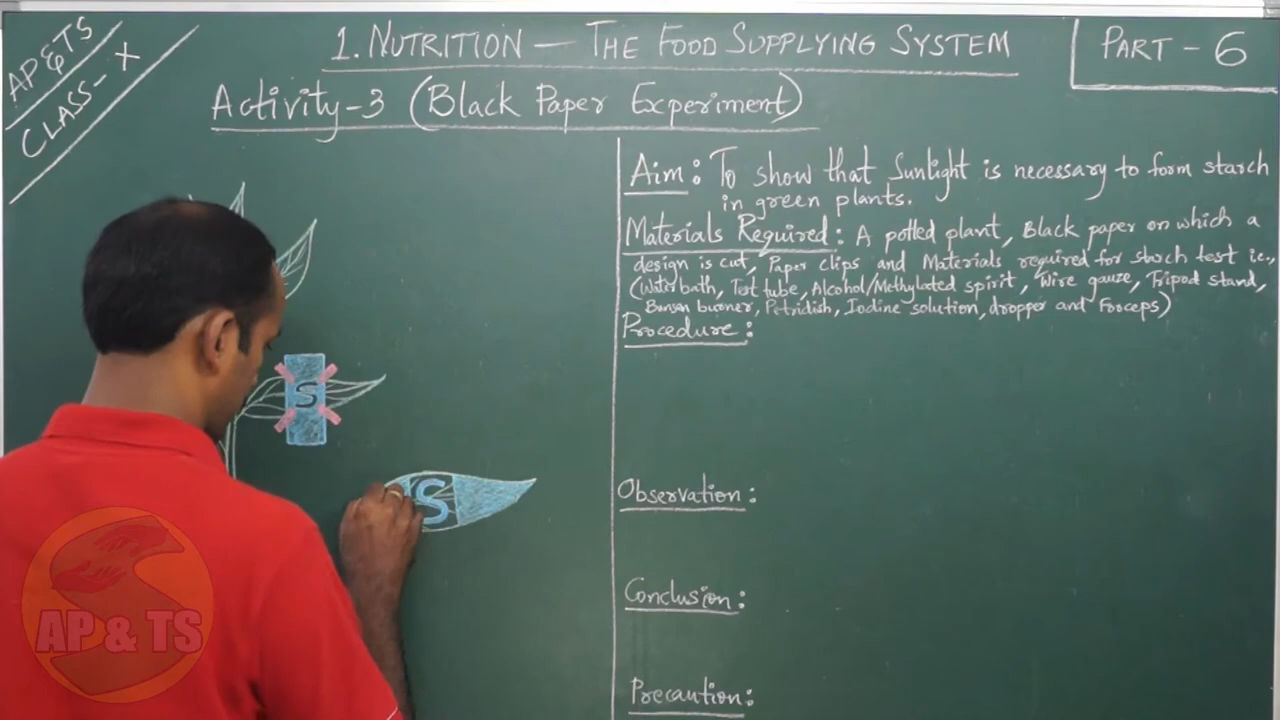 AP & TS
CLASS- X
1. NUTRITION — THE FOOD SUPPLYING SYSTEM
PART - 6
Activity-3 (Black Paper Experiment)
Aim: To show that Sunlight is necessary to form starch
in green plants.
Materials Required: A potted plant, Black paper on which a
design is cut, Paper clips and Materials required for starch test i.e.,
(Water bath, Test tube, Alcohol/Methylated spirit, Wire gauze, Tripod stand,
Bunsen burner, Petridish, Iodine solution, dropper and Forceps)
Procedure:
S
S
Observation:
Conclusion:
Precaution:
AP & TS